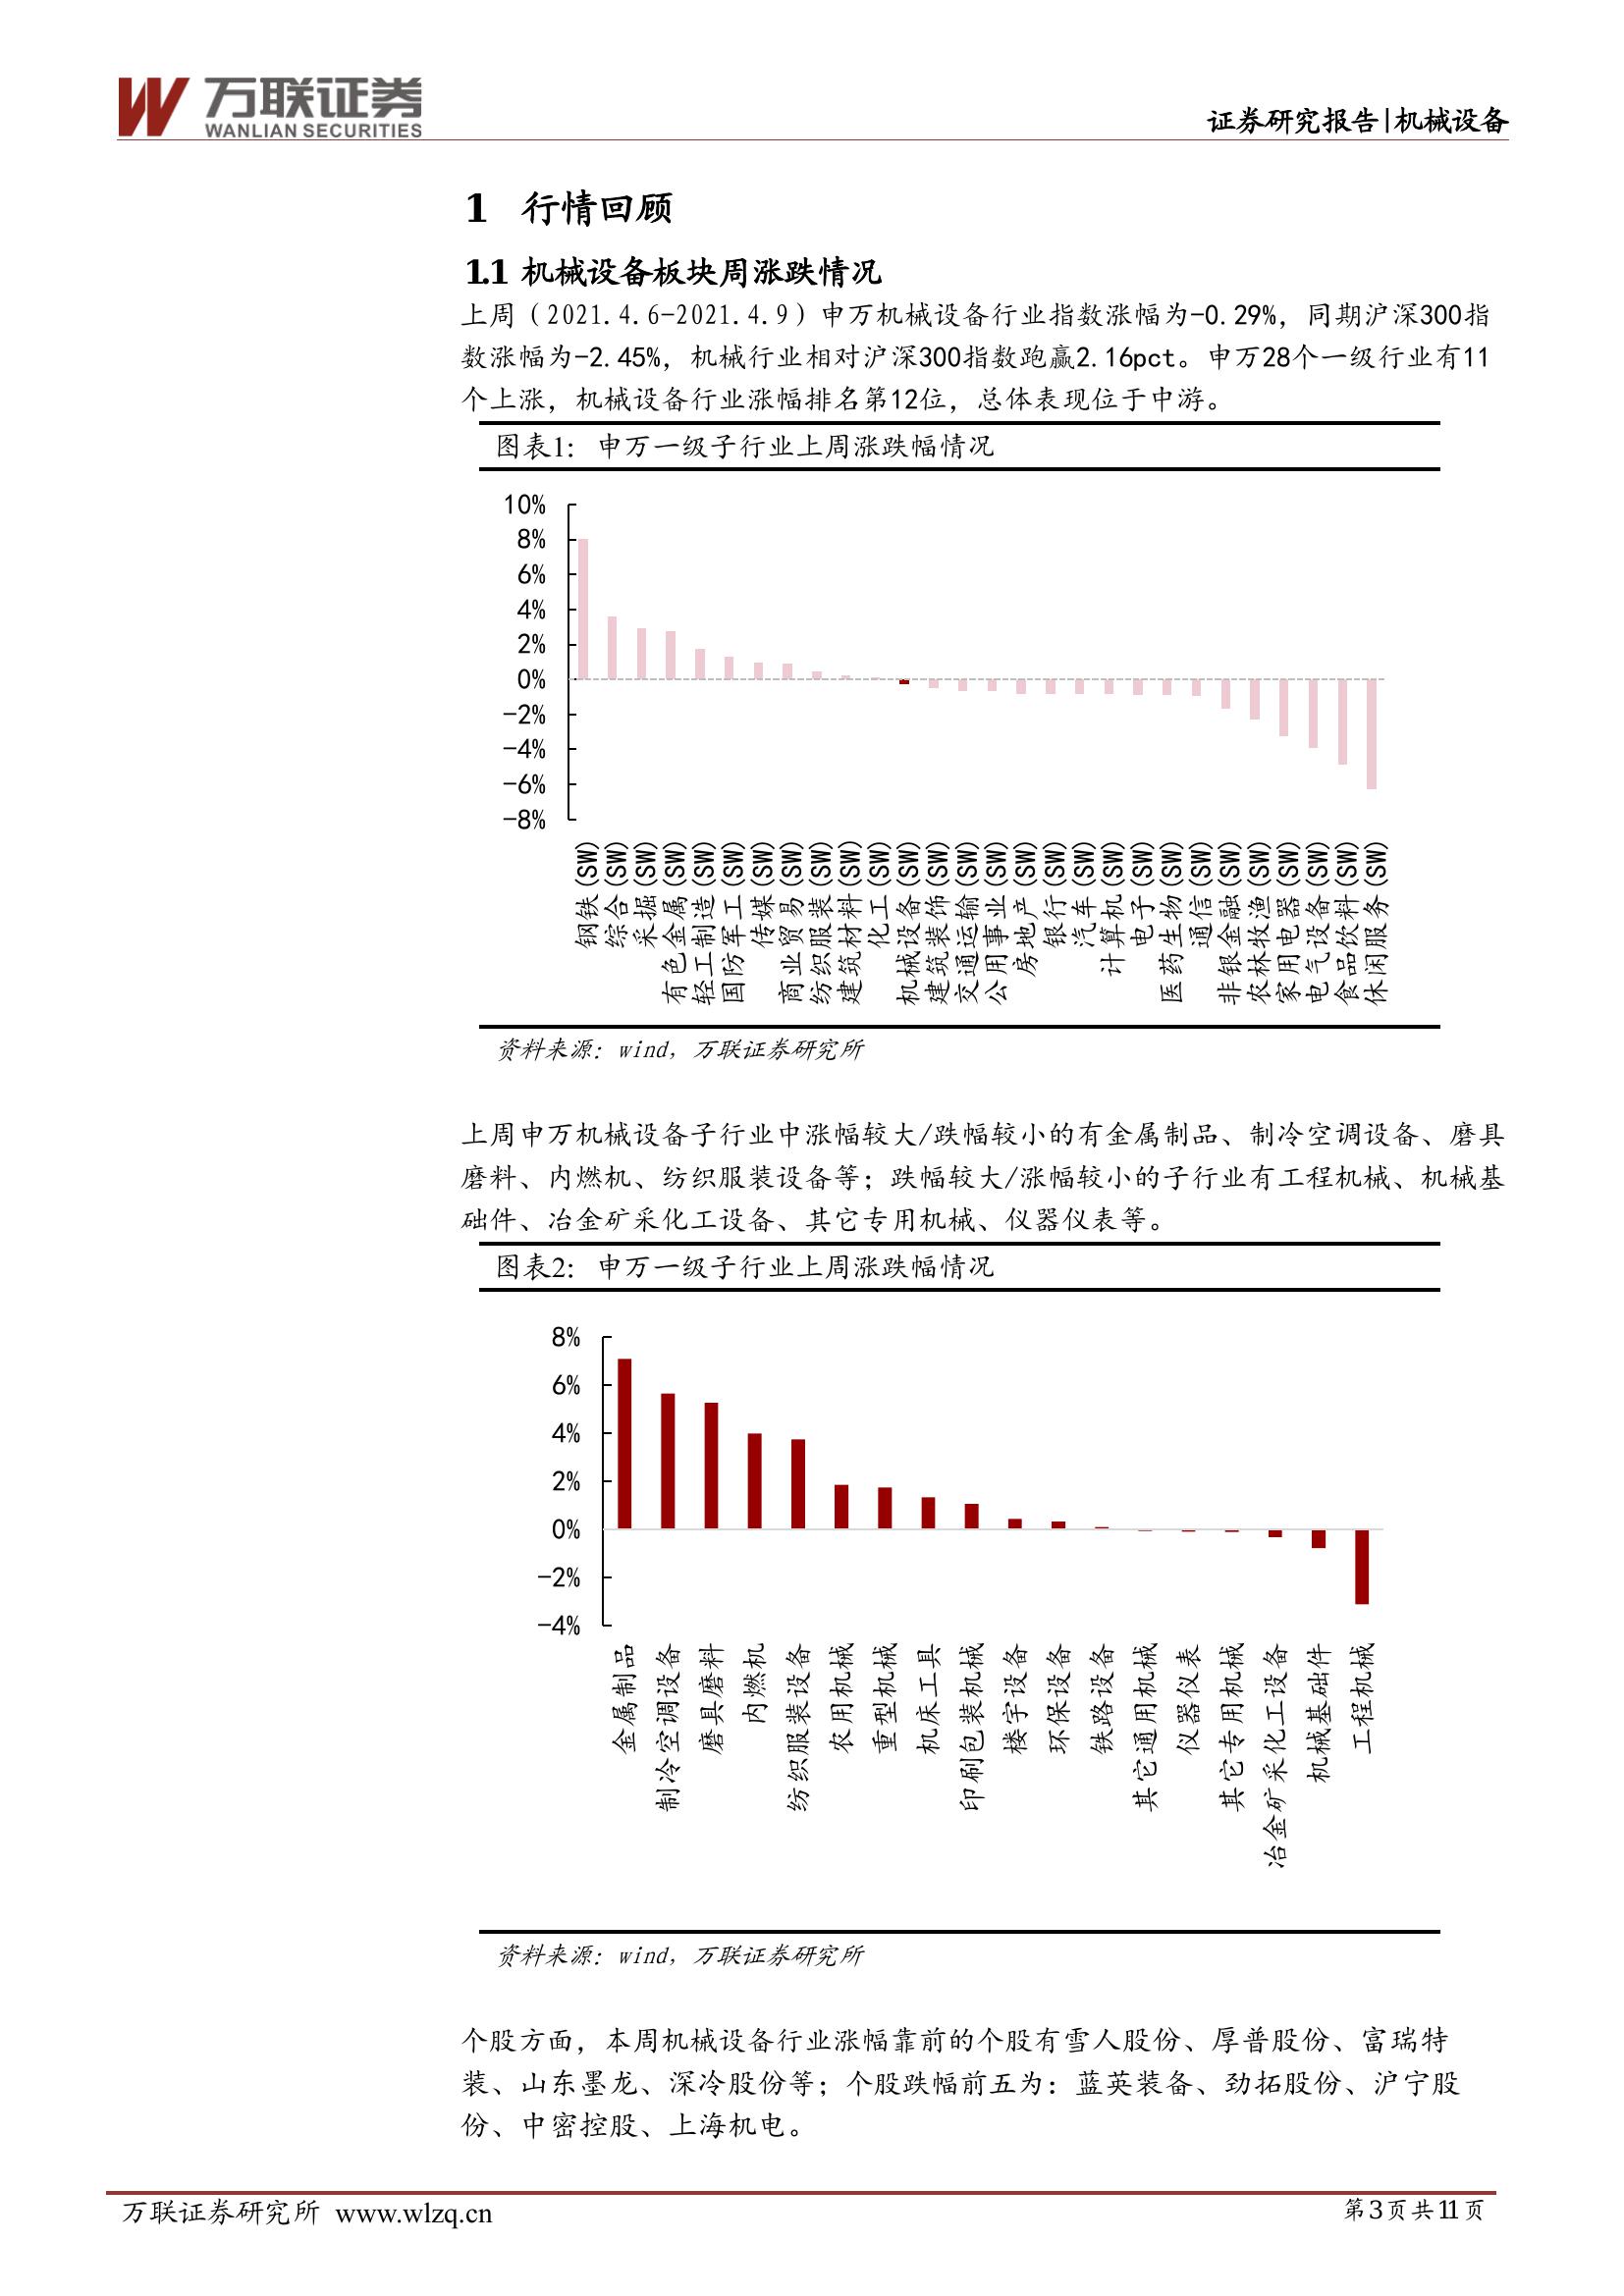 万联证券
WANLIAN SECURITIES
证券研究报告|机械设备
1 行情回顾
1.1 机械设备板块周涨跌情况
上周（2021.4.6-2021.4.9）申万机械设备行业指数涨幅为-0.29%，同期沪深300指
数涨幅为-2.45%，机械行业相对沪深300指数跑赢2.16pct。申万28个一级行业有11
个上涨，机械设备行业涨幅排名第12位，总体表现位于中游。
图表1：申万一级子行业上周涨跌幅情况
10%
8%
6%
4%
2%
0%
-2%
-4%
-6%
-8%
钢铁(SW)
综合(SW)
采掘(SW)
有色金属(SW)
轻工制造(SW)
国防军工(SW)
传媒(SW)
商业贸易(SW)
纺织服装(SW)
建筑材料(SW)
化工(SW)
机械设备(SW)
建筑装饰(SW)
交通运输(SW)
公用事业(SW)
房地产(SW)
银行(SW)
汽车(SW)
计算机(SW)
电子(SW)
医药生物(SW)
通信(SW)
非银金融(SW)
农林牧渔(SW)
家用电器(SW)
电气设备(SW)
食品饮料(SW)
休闲服务(SW)
资料来源：wind，万联证券研究所
上周申万机械设备子行业中涨幅较大/跌幅较小的有金属制品、制冷空调设备、磨具
磨料、内燃机、纺织服装设备等；跌幅较大/涨幅较小的子行业有工程机械、机械基
础件、冶金矿采化工设备、其它专用机械、仪器仪表等。
图表2：申万一级子行业上周涨跌幅情况
8%
6%
4%
2%
0%
-2%
-4%
金属制品
制冷空调设备
磨具磨料
内燃机
纺织服装设备
农用机械
重型机械
机床工具
印刷包装机械
楼宇设备
环保设备
铁路设备
其它通用机械
仪器仪表
其它专用机械
冶金矿采化工设备
机械基础件
工程机械
资料来源：wind，万联证券研究所
个股方面，本周机械设备行业涨幅靠前的个股有雪人股份、厚普股份、富瑞特
装、山东墨龙、深冷股份等；个股跌幅前五为：蓝英装备、劲拓股份、沪宁股
份、中密控股、上海机电。
万联证券研究所 www.wlzq.cn
第3页共11页